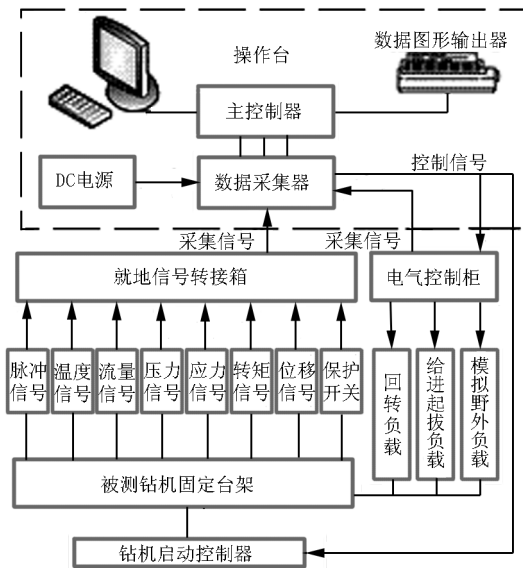 数据图形输出器
操作台
主控制器
控制信号
DC电源
数据采集器
采集信号
采集信号
就地信号转接箱
电气控制柜
脉冲
信号
温度
信号
流量
信号
压力
信号
应力
信号
转矩
信号
位移
信号
保护
开关
回转负载
给进起拔负载
模拟野外负载
被测钻机固定台架
钻机启动控制器